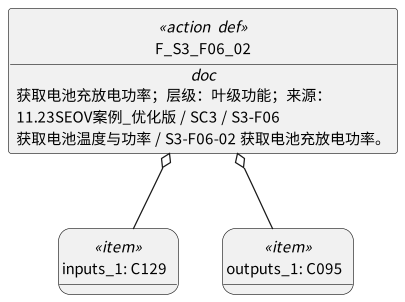 «action def»
F_S3_F06_02
doc
获取电池充放电功率；层级：叶级功能；来源：
11.23SEOV案例_优化版 / SC3 / S3-F06
获取电池温度与功率 / S3-F06-02 获取电池充放电功率。
«item»
inputs_1: C129
«item»
outputs_1: C095